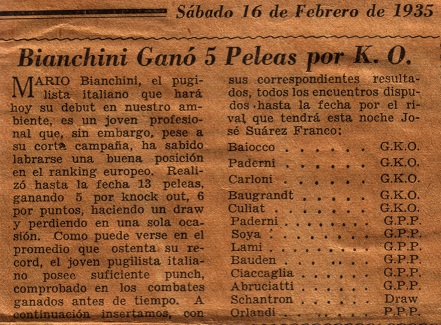 Sábado 16 de Febrero de 1935
Bianchini Ganó 5 Peleas por K. O.
MARIO Bianchini, el pugi-
lista italiano que hará
hoy su debut en nuestro am-
biente, es un joven profesio-
nal que, sin embargo, pese a
su corta campaña, ha sabido
labrarse una buena posición
en el ranking europeo. Reali-
zó hasta la fecha 13 peleas,
ganando 5 por knock out, 6
por puntos, haciendo un draw
y perdiendo en una sola oca-
sión. Como puede verse en el
promedio que ostenta su re-
cord, el joven pugilista italia-
no posee suficiente punch,
comprobado en los combates
ganados antes de tiempo. A
continuación insertamos, con
sus correspondientes resulta-
dos, todos los encuentros dispu-
dos hasta la fecha por el ri-
val que tendrá esta noche Jo-
sé Suárez Franco:
Baiocco . . . . . . G.K.O.
Paderni . . . . . . G.K.O.
Carloni . . . . . . G.K.O.
Baugrandt . . . . . G.K.O.
Culiat . . . . . . G.K.O.
Paderni . . . . . . G.P.P.
Soya . . . . . . . G.P.P.
Lami . . . . . . . G.P.P.
Bauden . . . . . . G.P.P.
Ciaccaglia . . . . . G.P.P.
Abruciatti . . . . . G.P.P.
Schantron . . . . . Draw
Orlandi . . . . . . P.P.P.